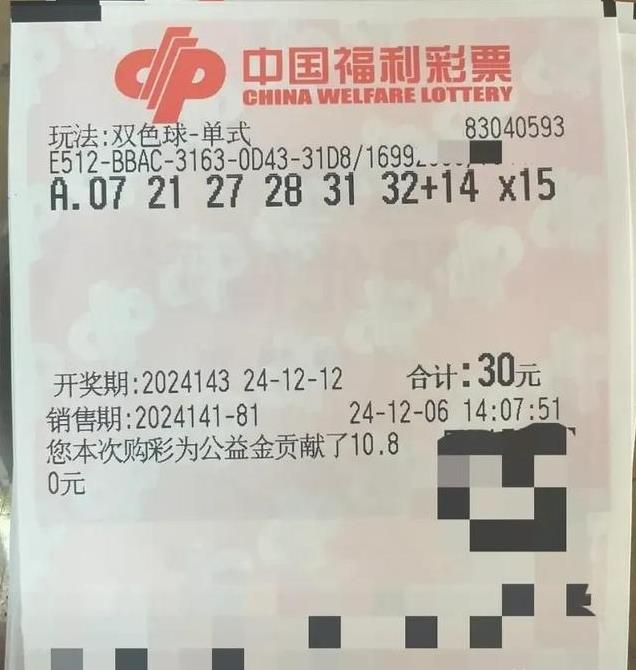 中国福利彩票
CHINA WELFARE LOTTERY
玩法:双色球-单式 83040593
E512-BBAC-3163-0D43-31D8/1699
A.07 21 27 28 31 32+14 x15
开奖期:2024143 24-12-12 合计:30元
销售期:2024141-81 24-12-06 14:07:51
您本次购彩为公益金贡献了10.8
0元